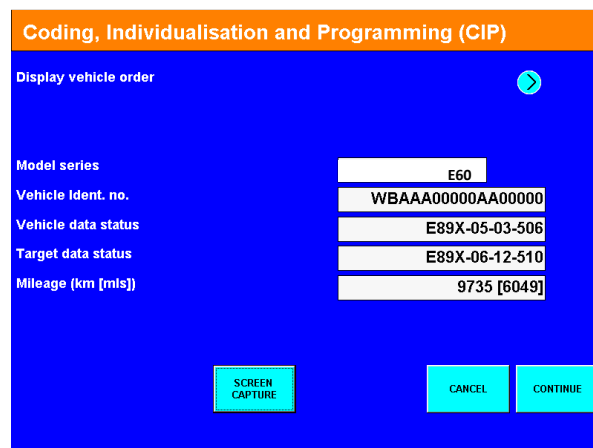 Coding, Individualisation and Programming (CIP)
Display vehicle order
Model series E60
Vehicle Ident. no. WBAAA00000AA00000
Vehicle data status E89X-05-03-506
Target data status E89X-06-12-510
Mileage (km [mls]) 9735 [6049]
SCREEN CAPTURE
CANCEL
CONTINUE